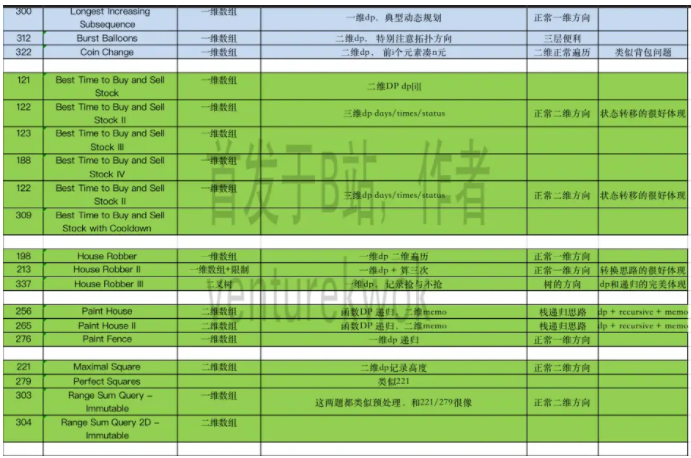 300 Longest Increasing Subsequence 一维数组 一维dp，典型动态规划 正常一维方向
312 Burst Balloons 一维数组 二维dp，特别注意拓扑方向 三层便利
322 Coin Change 一维数组 二维dp，前i个元素凑n元 二维正常遍历 类似背包问题
121 Best Time to Buy and Sell Stock 一维数组 二维DP dp[i][
122 Best Time to Buy and Sell Stock II 一维数组 三维dp days/times/status 正常二维方向 状态转移的很好体现
123 Best Time to Buy and Sell Stock III 一维数组
188 Best Time to Buy and Sell Stock IV 一维数组
122 Best Time to Buy and Sell Stock II 一维数组 三维dp days/times/status 正常二维方向 状态转移的很好体现
309 Best Time to Buy and Sell Stock with Cooldown
198 House Robber 一维数组 一维dp 二维遍历 正常一维方向
213 House Robber II 一维数组+限制 一维dp + 算三次 正常一维方向 转换思路的很好体现
337 House Robber III 二叉树 一维dp，记录抢与不抢 树的方向 dp和递归的完美体现
256 Paint House 二维数组 函数DP 递归，二维memo 栈递归思路 dp + recursive + memo
265 Paint House II 二维数组 函数DP 递归，二维memo 栈递归思路 dp + recursive + memo
276 Paint Fence 一维数组 一维dp 递归 正常一维方向
221 Maximal Square 二维数组 二维dp记录高度 正常二维方向
279 Perfect Squares 类似221
303 Range Sum Query - Immutable 一维数组 这两题都类似预处理，和221/279很像 正常二维方向
304 Range Sum Query 2D - Immutable 二维数组
首发于B站，作者
venturekwok